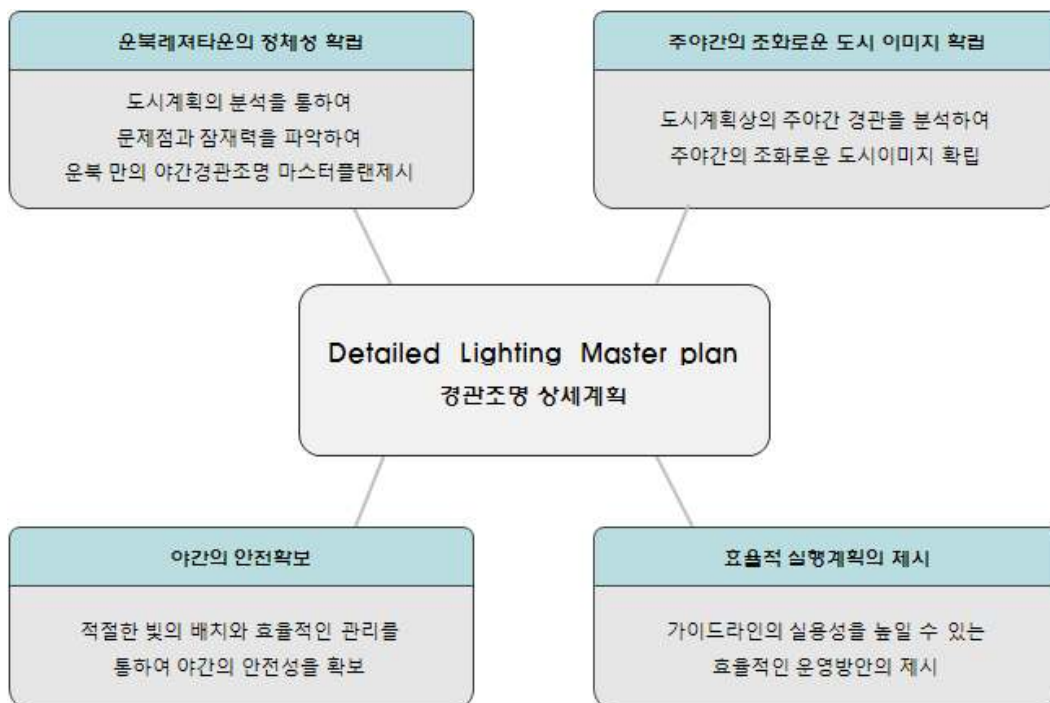 운북레져타운의 정체성 확립
도시계획의 분석을 통하여
문제점과 잠재력을 파악하여
운북 만의 야간경관조명 마스터플랜제시
주야간의 조화로운 도시 이미지 확립
도시계획상의 주야간 경관을 분석하여
주야간의 조화로운 도시이미지 확립
Detailed Lighting Master plan
경관조명 상세계획
야간의 안전확보
적절한 빛의 배치와 효율적인 관리를
통하여 야간의 안전성을 확보
효율적 실행계획의 제시
가이드라인의 실용성을 높일 수 있는
효율적인 운영방안의 제시